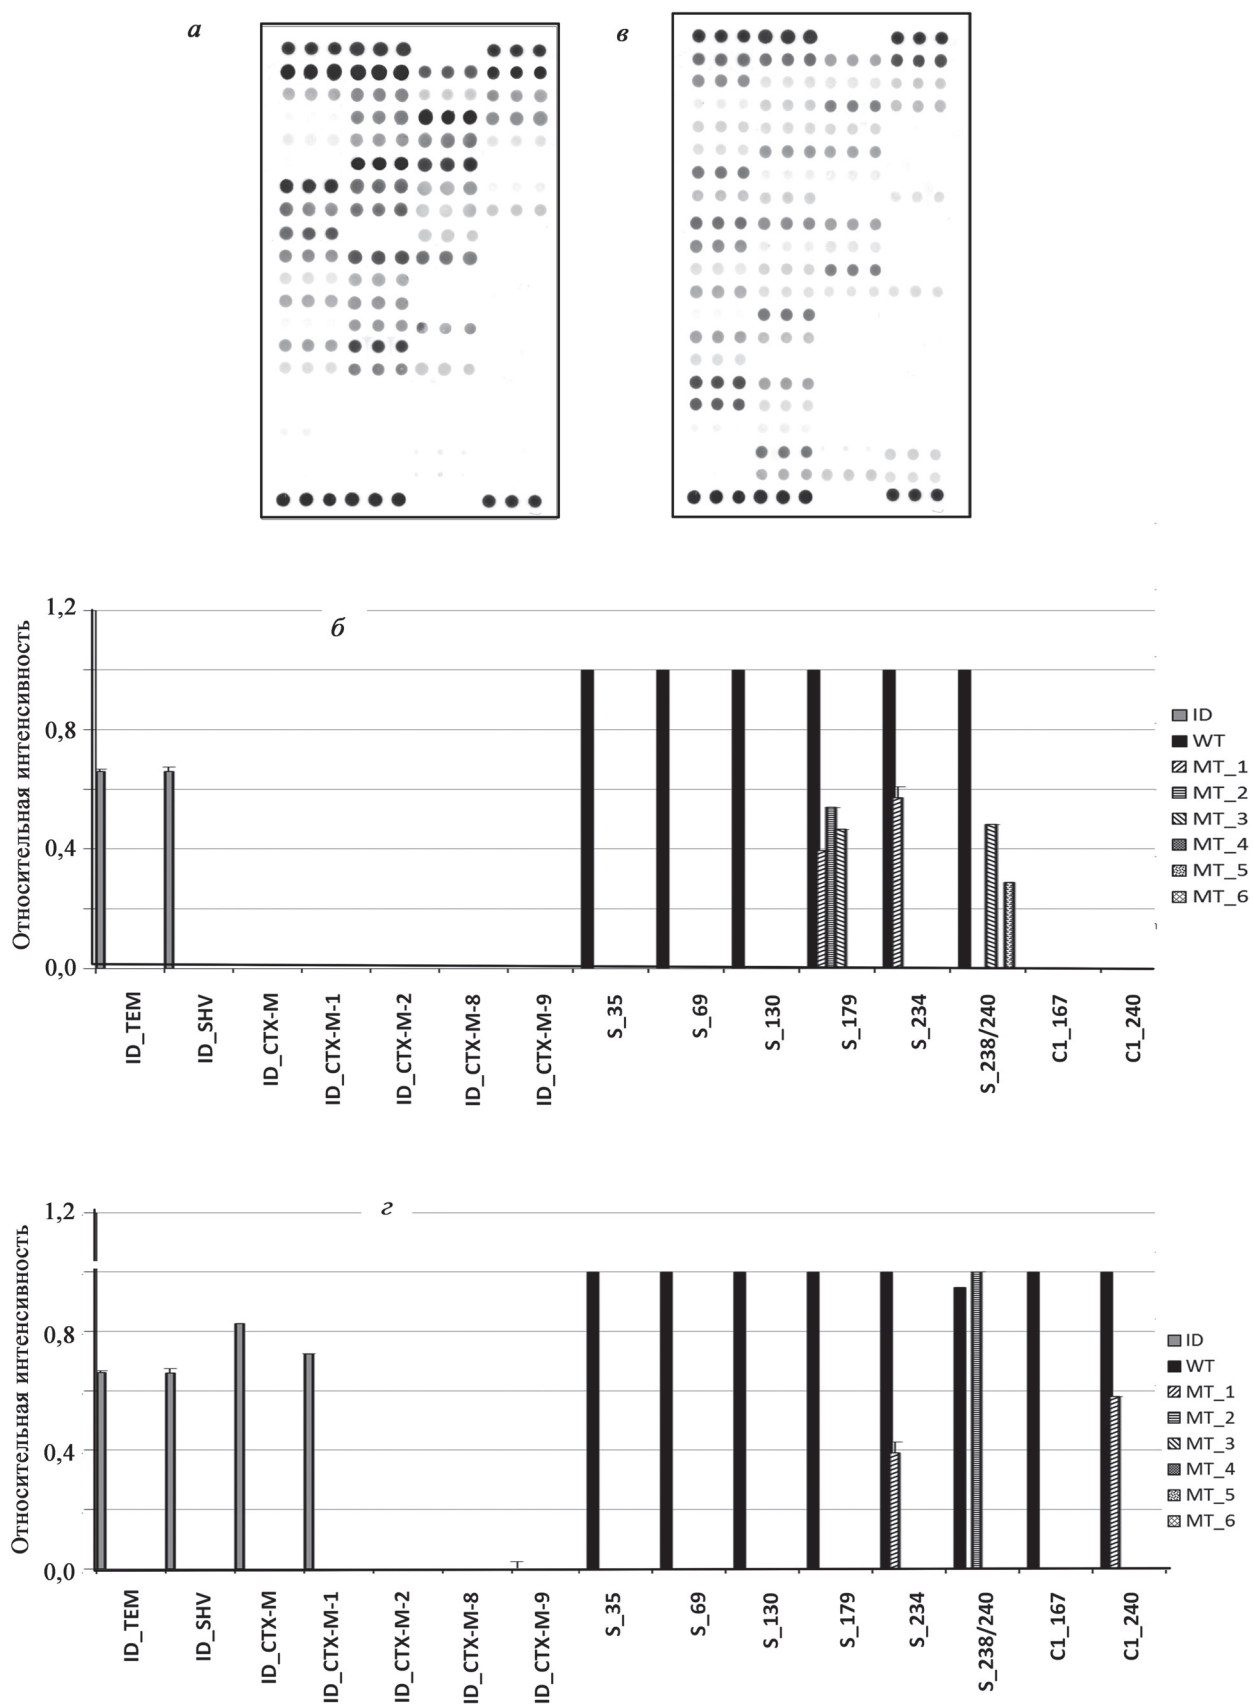 а
в
б
Относительная интенсивность
1,2
0,8
0,4
0,0
ID
WT
MT_1
MT_2
MT_3
MT_4
MT_5
MT_6
ID_TEM
ID_SHV
ID_CTX-M
ID_CTX-M-1
ID_CTX-M-2
ID_CTX-M-8
ID_CTX-M-9
S_35
S_69
S_130
S_179
S_234
S_238/240
C1_167
C1_240
г
Относительная интенсивность
1,2
0,8
0,4
0,0
ID
WT
MT_1
MT_2
MT_3
MT_4
MT_5
MT_6
ID_TEM
ID_SHV
ID_CTX-M
ID_CTX-M-1
ID_CTX-M-2
ID_CTX-M-8
ID_CTX-M-9
S_35
S_69
S_130
S_179
S_234
S_238/240
C1_167
C1_240